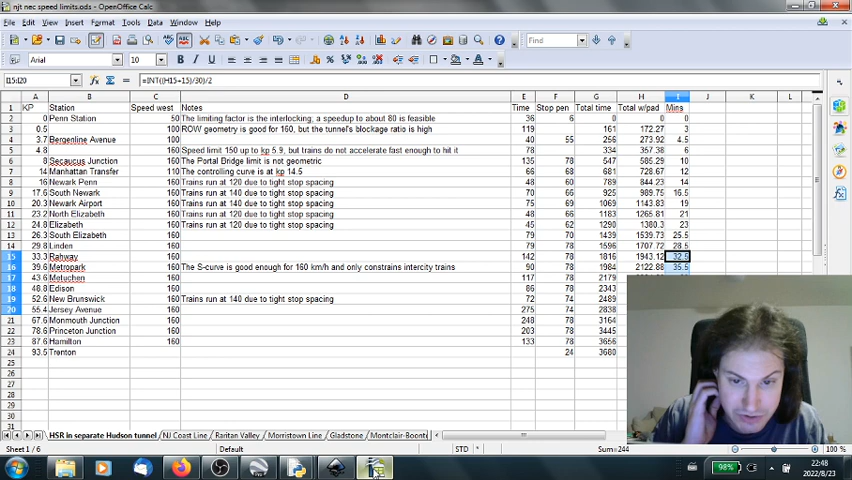 njt nec speed limits.ods - OpenOffice Calc
File Edit View Insert Format Tools Data Window Help
Find
Arial 10
I15:I20 =INT((H15+15)/30)/2
A B C D E F G H I J K L
1 KP Station Speed west Notes Time Stop pen Total time Total w/pad Mins
2 0 Penn Station 50 The limiting factor is the interlocking; a speedup to about 80 is feasible 36 6 0 0 0
3 0.5 100 ROW geometry is good for 160, but the tunnel's blockage ratio is high 119 161 172.27 3
4 3.7 Bergenline Avenue 100 40 55 256 273.92 4.5
5 4.8 160 Speed limit 150 up to kp 5.9, but trains do not accelerate fast enough to hit it 78 334 357.38 6
6 8 Secaucus Junction 160 The Portal Bridge limit is not geometric 135 78 547 585.29 10
7 14 Manhattan Transfer 110 The controlling curve is at kp 14.5 66 68 681 728.67 12
8 16 Newark Penn 160 Trains run at 120 due to tight stop spacing 48 60 789 844.23 14
9 17.6 South Newark 160 Trains run at 140 due to tight stop spacing 70 66 925 989.75 16.5
10 20.3 Newark Airport 160 Trains run at 140 due to tight stop spacing 75 69 1069 1143.83 19
11 23.2 North Elizabeth 160 Trains run at 120 due to tight stop spacing 48 66 1183 1265.81 21
12 24.8 Elizabeth 160 Trains run at 120 due to tight stop spacing 45 62 1290 1380.3 23
13 26.3 South Elizabeth 160 79 70 1439 1539.73 25.5
14 29.8 Linden 160 79 78 1596 1707.72 28.5
15 33.3 Rahway 160 142 78 1816 1943.12 32.5
16 39.6 Metropark 160 The S-curve is good enough for 160 km/h and only constrains intercity trains 90 78 1984 2122.88 35.5
17 43.6 Metuchen 160 117 78 2179
18 48.8 Edison 160 86 78 2343
19 52.6 New Brunswick 160 Trains run at 140 due to tight stop spacing 72 74 2489
20 55.4 Jersey Avenue 160 275 74 2838
21 67.6 Monmouth Junction 160 248 78 3164
22 78.6 Princeton Junction 160 203 78 3445
23 87.6 Hamilton 160 133 78 3656
24 93.5 Trenton 24 3680
25
26
27
28
29
30
31
HSR in separate Hudson tunnel NJ Coast Line Raritan Valley Morristown Line Gladstone Montclair-Boonto
Sheet 1 / 6 Default STD * Sum=244 100 %
98% 22:48
2022/8/23